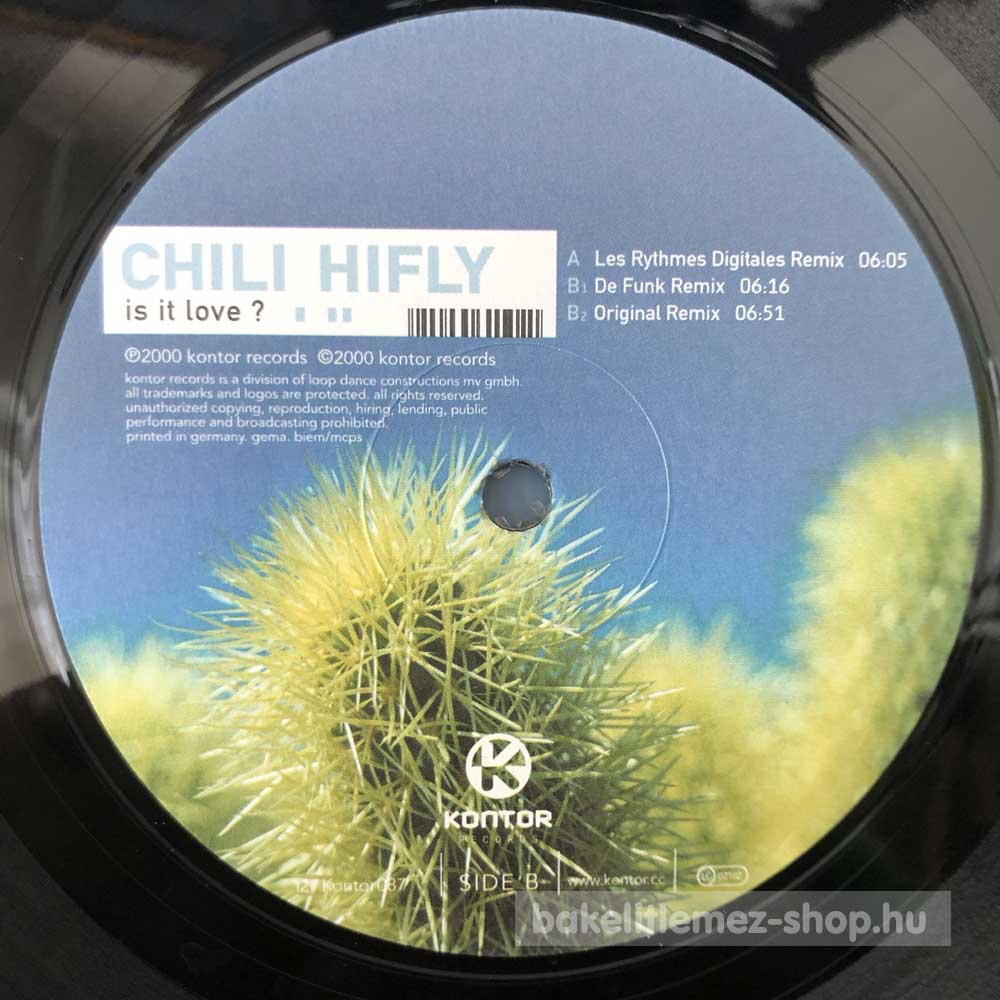 CHILI HIFLY
is it love ?
A Les Rythmes Digitales Remix 06:05
B1 De Funk Remix 06:16
B2 Original Remix 06:51
℗2000 kontor records ©2000 kontor records
kontor records is a division of loop dance constructions mv gmbh.
all trademarks and logos are protected. all rights reserved.
unauthorized copying, reproduction, hiring, lending, public
performance and broadcasting prohibited.
printed in germany. gema. biem/mcps
K
KONTOR
RECORDS
12" Kontor087 SIDE B www.kontor.cc LC
bakelitlemez-shop.hu